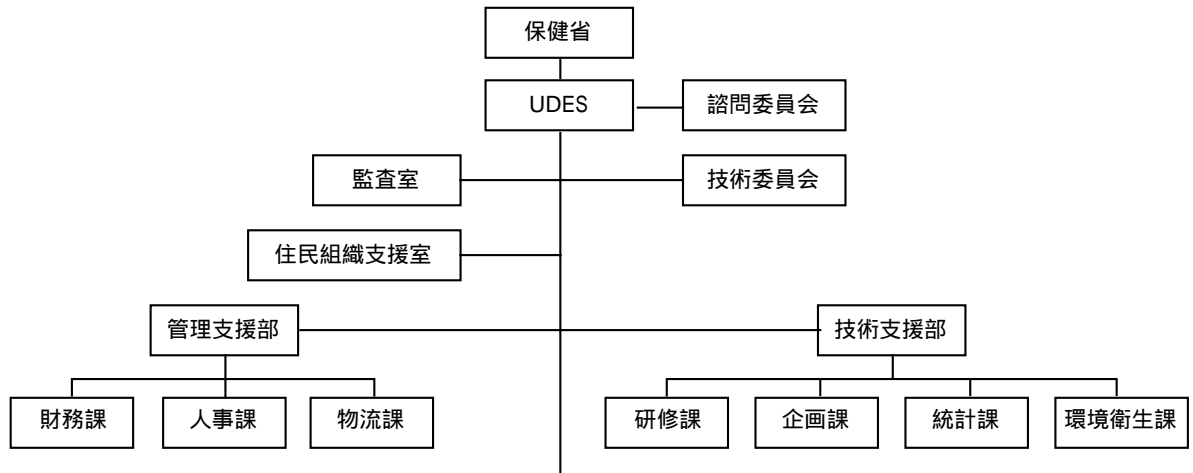 保健省
UDES
諮問委員会
監査室
技術委員会
住民組織支援室
管理支援部
技術支援部
財務課
人事課
物流課
研修課
企画課
統計課
環境衛生課